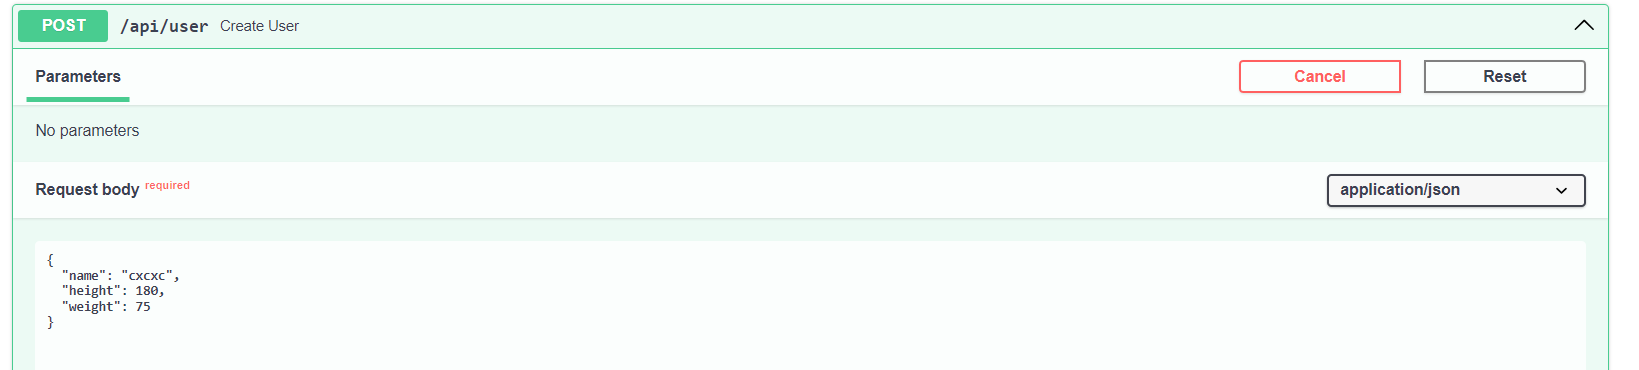 POST /api/user Create User
Parameters Cancel Reset
No parameters
Request body required application/json
{
  "name": "cxcxc",
  "height": 180,
  "weight": 75
}